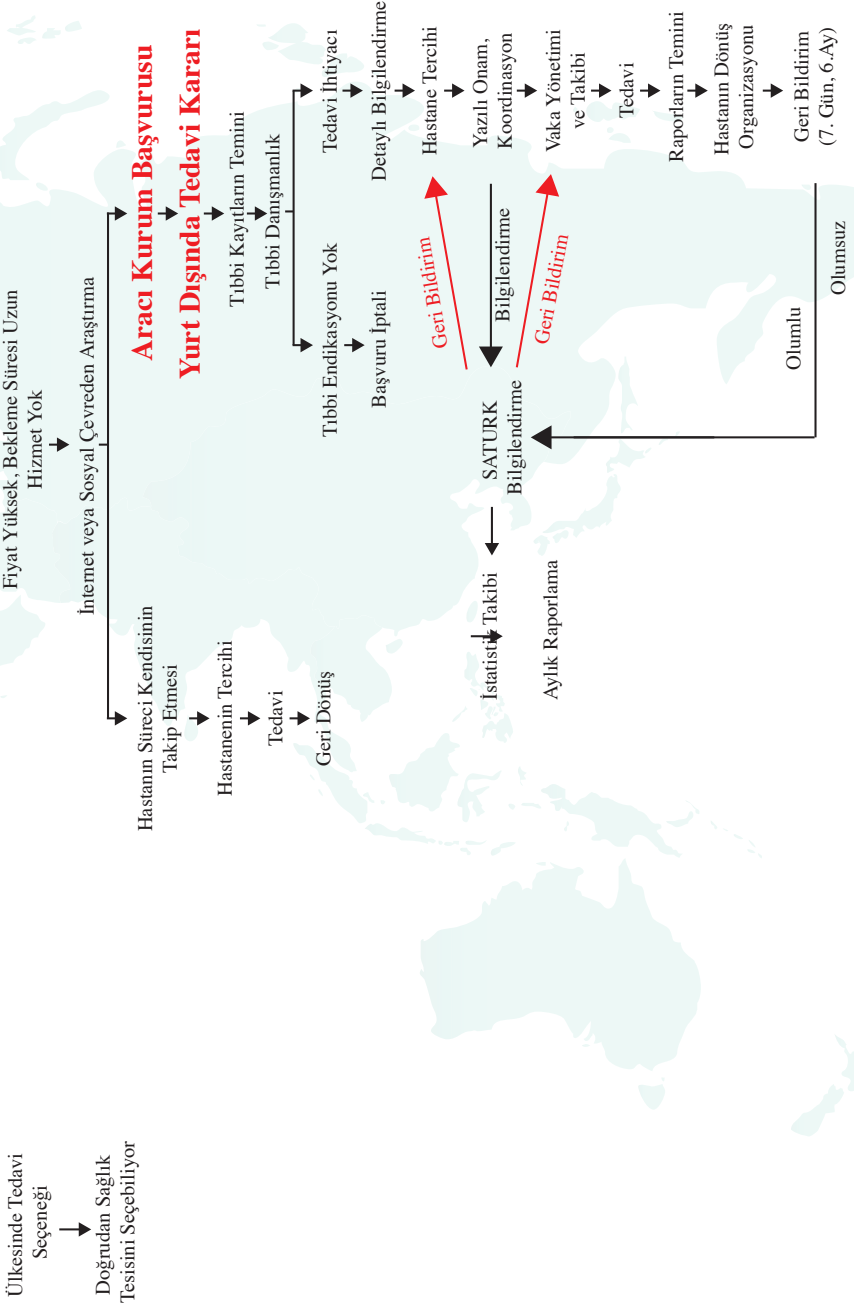 Ülkesinde Tedavi
Seçeneği
Doğrudan Sağlık
Tesisini Seçebiliyor
Fiyat Yüksek, Bekleme Süresi Uzun
Hizmet Yok
İnternet veya Sosyal Çevreden Araştırma
Hastanın Süreci Kendisinin
Takip Etmesi
Hastanenin Tercihi
Tedavi
Geri Dönüş
Aracı Kurum Başvurusu
Yurt Dışında Tedavi Kararı
Tıbbi Kayıtların Temini
Tıbbi Danışmanlık
Tıbbi Endikasyonu Yok
Başvuru İptali
Tedavi İhtiyacı
Detaylı Bilgilendirme
Hastane Tercihi
Yazılı Onam,
Koordinasyon
Vaka Yönetimi
ve Takibi
Tedavi
Raporların Temini
Hastanın Dönüş
Organizasyonu
Geri Bildirim
(7. Gün, 6.Ay)
Geri Bildirim
Bilgilendirme
Geri Bildirim
SATURK
Bilgilendirme
İstatistik Takibi
Aylık Raporlama
Olumlu
Olumsuz